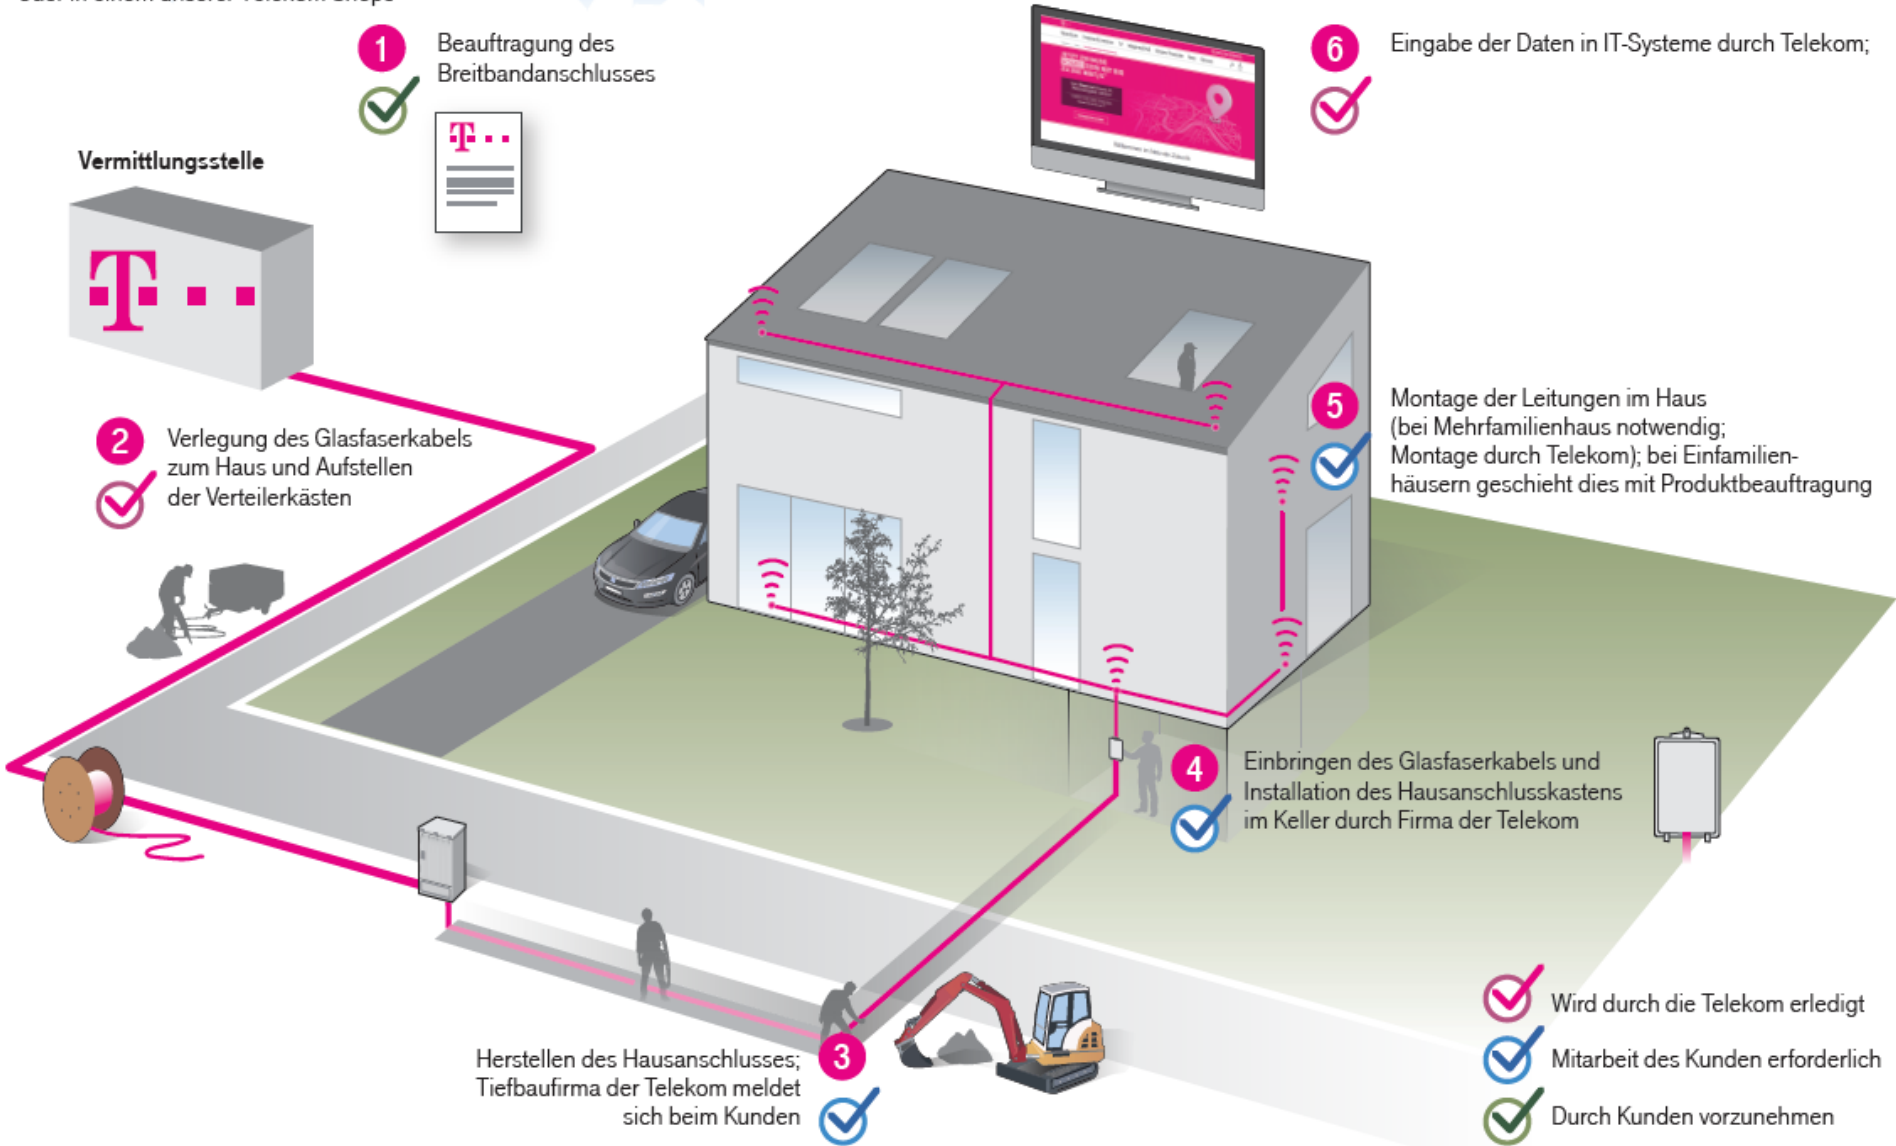 1
Beauftragung des
Breitbandanschlusses
6
Eingabe der Daten in IT-Systeme durch Telekom;
Vermittlungsstelle
T
T
2
Verlegung des Glasfaserkabels
zum Haus und Aufstellen
der Verteilerkästen
5
Montage der Leitungen im Haus
(bei Mehrfamilienhaus notwendig;
Montage durch Telekom); bei Einfamilien-
häusern geschieht dies mit Produktbeauftragung
4
Einbringen des Glasfaserkabels und
Installation des Hausanschlusskastens
im Keller durch Firma der Telekom
3
Herstellen des Hausanschlusses;
Tiefbaufirma der Telekom meldet
sich beim Kunden
Wird durch die Telekom erledigt
Mitarbeit des Kunden erforderlich
Durch Kunden vorzunehmen